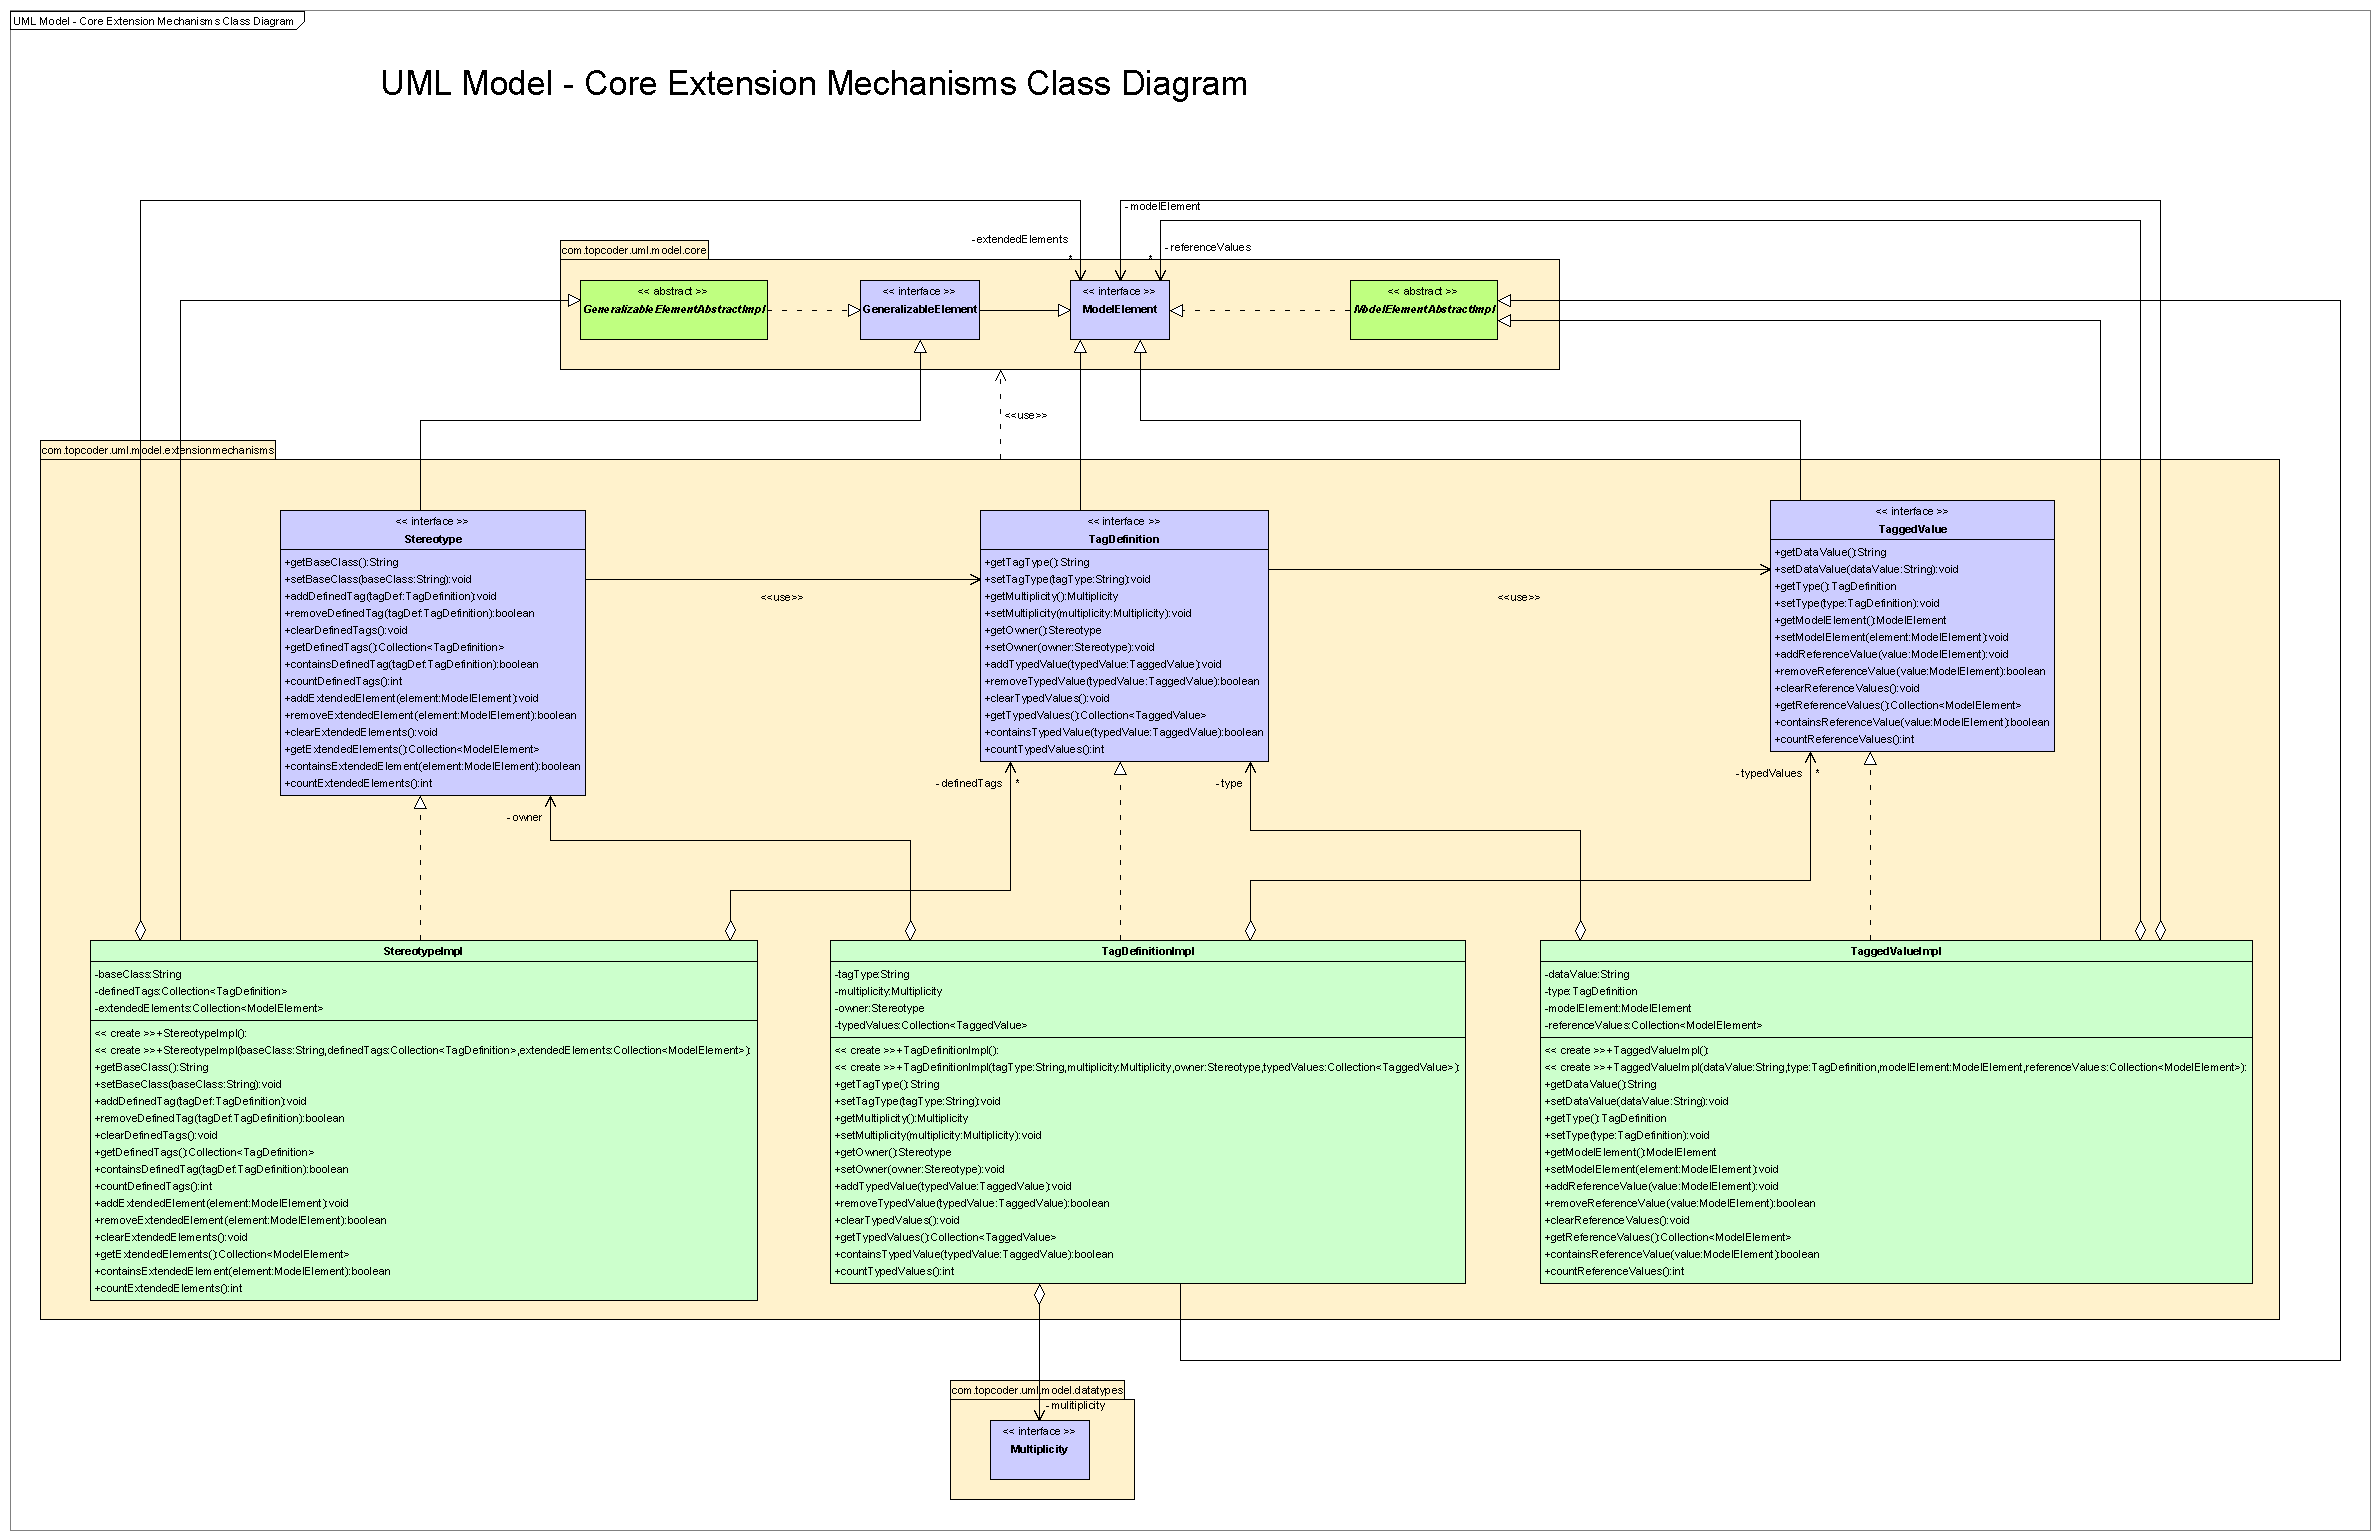 UML Model - Core Extension Mechanisms Class Diagram
UML Model - Core Extension Mechanisms Class Diagram
- modelElement
- extendedElements
*
*
- referenceValues
com.topcoder.uml.model.core
<< abstract >>
GeneralizableElementAbstractImpl
<< interface >>
GeneralizableElement
<< interface >>
ModelElement
<< abstract >>
ModelElementAbstractImpl
<<use>>
com.topcoder.uml.model.extensionmechanisms
<< interface >>
Stereotype
+getBaseClass():String
+setBaseClass(baseClass:String):void
+addDefinedTag(tagDef:TagDefinition):void
+removeDefinedTag(tagDef:TagDefinition):boolean
+clearDefinedTags():void
+getDefinedTags():Collection<TagDefinition>
+containsDefinedTag(tagDef:TagDefinition):boolean
+countDefinedTags():int
+addExtendedElement(element:ModelElement):void
+removeExtendedElement(element:ModelElement):boolean
+clearExtendedElements():void
+getExtendedElements():Collection<ModelElement>
+containsExtendedElement(element:ModelElement):boolean
+countExtendedElements():int
<<use>>
<< interface >>
TagDefinition
+getTagType():String
+setTagType(tagType:String):void
+getMultiplicity():Multiplicity
+setMultiplicity(multiplicity:Multiplicity):void
+getOwner():Stereotype
+setOwner(owner:Stereotype):void
+addTypedValue(typedValue:TaggedValue):void
+removeTypedValue(typedValue:TaggedValue):boolean
+clearTypedValues():void
+getTypedValues():Collection<TaggedValue>
+containsTypedValue(typedValue:TaggedValue):boolean
+countTypedValues():int
<<use>>
<< interface >>
TaggedValue
+getDataValue():String
+setDataValue(dataValue:String):void
+getType():TagDefinition
+setType(type:TagDefinition):void
+getModelElement():ModelElement
+setModelElement(element:ModelElement):void
+addReferenceValue(value:ModelElement):void
+removeReferenceValue(value:ModelElement):boolean
+clearReferenceValues():void
+getReferenceValues():Collection<ModelElement>
+containsReferenceValue(value:ModelElement):boolean
+countReferenceValues():int
- owner
- definedTags
*
- type
- typedValues
*
StereotypeImpl
-baseClass:String
-definedTags:Collection<TagDefinition>
-extendedElements:Collection<ModelElement>
<< create >>+StereotypeImpl():
<< create >>+StereotypeImpl(baseClass:String,definedTags:Collection<TagDefinition>,extendedElements:Collection<ModelElement>):
+getBaseClass():String
+setBaseClass(baseClass:String):void
+addDefinedTag(tagDef:TagDefinition):void
+removeDefinedTag(tagDef:TagDefinition):boolean
+clearDefinedTags():void
+getDefinedTags():Collection<TagDefinition>
+containsDefinedTag(tagDef:TagDefinition):boolean
+countDefinedTags():int
+addExtendedElement(element:ModelElement):void
+removeExtendedElement(element:ModelElement):boolean
+clearExtendedElements():void
+getExtendedElements():Collection<ModelElement>
+containsExtendedElement(element:ModelElement):boolean
+countExtendedElements():int
TagDefinitionImpl
-tagType:String
-multiplicity:Multiplicity
-owner:Stereotype
-typedValues:Collection<TaggedValue>
<< create >>+TagDefinitionImpl():
<< create >>+TagDefinitionImpl(tagType:String,multiplicity:Multiplicity,owner:Stereotype,typedValues:Collection<TaggedValue>):
+getTagType():String
+setTagType(tagType:String):void
+getMultiplicity():Multiplicity
+setMultiplicity(multiplicity:Multiplicity):void
+getOwner():Stereotype
+setOwner(owner:Stereotype):void
+addTypedValue(typedValue:TaggedValue):void
+removeTypedValue(typedValue:TaggedValue):boolean
+clearTypedValues():void
+getTypedValues():Collection<TaggedValue>
+containsTypedValue(typedValue:TaggedValue):boolean
+countTypedValues():int
TaggedValueImpl
-dataValue:String
-type:TagDefinition
-modelElement:ModelElement
-referenceValues:Collection<ModelElement>
<< create >>+TaggedValueImpl():
<< create >>+TaggedValueImpl(dataValue:String,type:TagDefinition,modelElement:ModelElement,referenceValues:Collection<ModelElement>):
+getDataValue():String
+setDataValue(dataValue:String):void
+getType():TagDefinition
+setType(type:TagDefinition):void
+getModelElement():ModelElement
+setModelElement(element:ModelElement):void
+addReferenceValue(value:ModelElement):void
+removeReferenceValue(value:ModelElement):boolean
+clearReferenceValues():void
+getReferenceValues():Collection<ModelElement>
+containsReferenceValue(value:ModelElement):boolean
+countReferenceValues():int
com.topcoder.uml.model.datatypes
- mulitiplicity
<< interface >>
Multiplicity